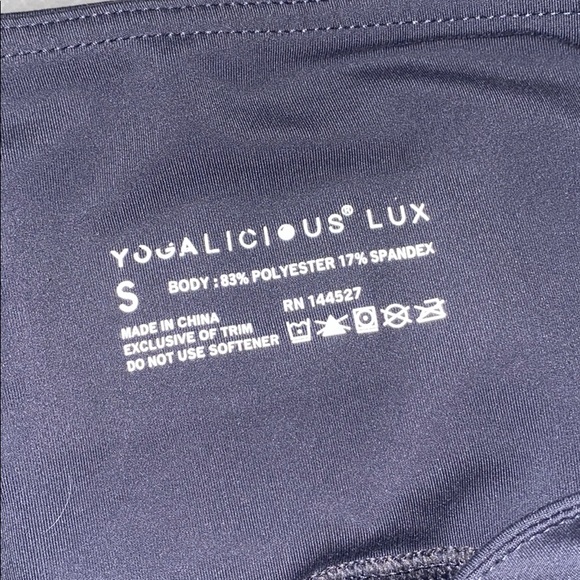 YOGALICIOUS® LUX
S BODY : 83% POLYESTER 17% SPANDEX
RN 144527
MADE IN CHINA
EXCLUSIVE OF TRIM
DO NOT USE SOFTENER